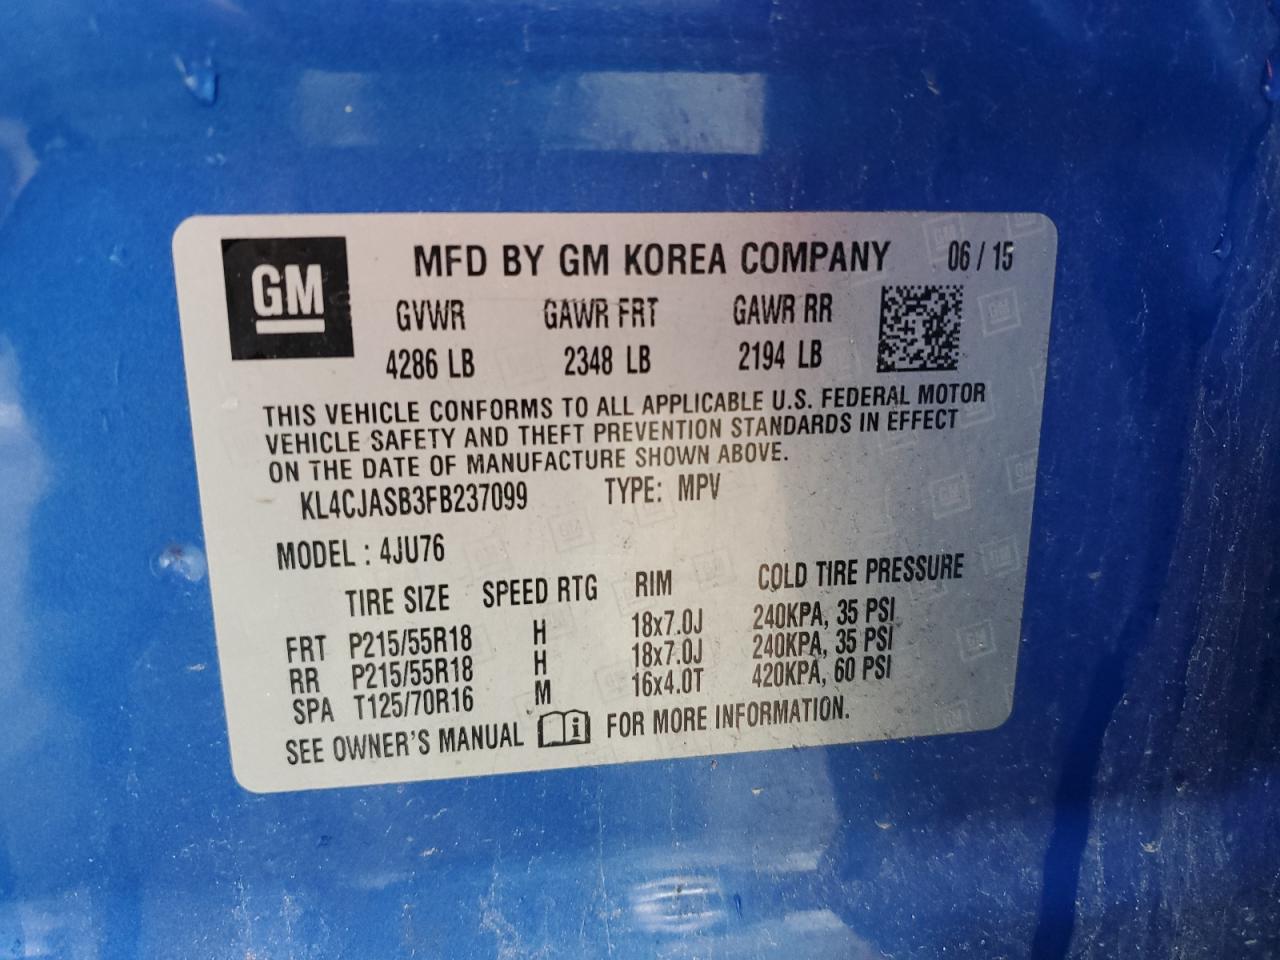 GM
MFD BY GM KOREA COMPANY 06 / 15
GVWR GAWR FRT GAWR RR
4286 LB 2348 LB 2194 LB
THIS VEHICLE CONFORMS TO ALL APPLICABLE U.S. FEDERAL MOTOR
VEHICLE SAFETY AND THEFT PREVENTION STANDARDS IN EFFECT
ON THE DATE OF MANUFACTURE SHOWN ABOVE.
KL4CJASB3FB237099 TYPE: MPV
MODEL : 4JU76
TIRE SIZE SPEED RTG RIM COLD TIRE PRESSURE
FRT P215/55R18 H 18x7.0J 240KPA, 35 PSI
RR P215/55R18 H 18x7.0J 240KPA, 35 PSI
SPA T125/70R16 M 16x4.0T 420KPA, 60 PSI
SEE OWNER'S MANUAL i FOR MORE INFORMATION.